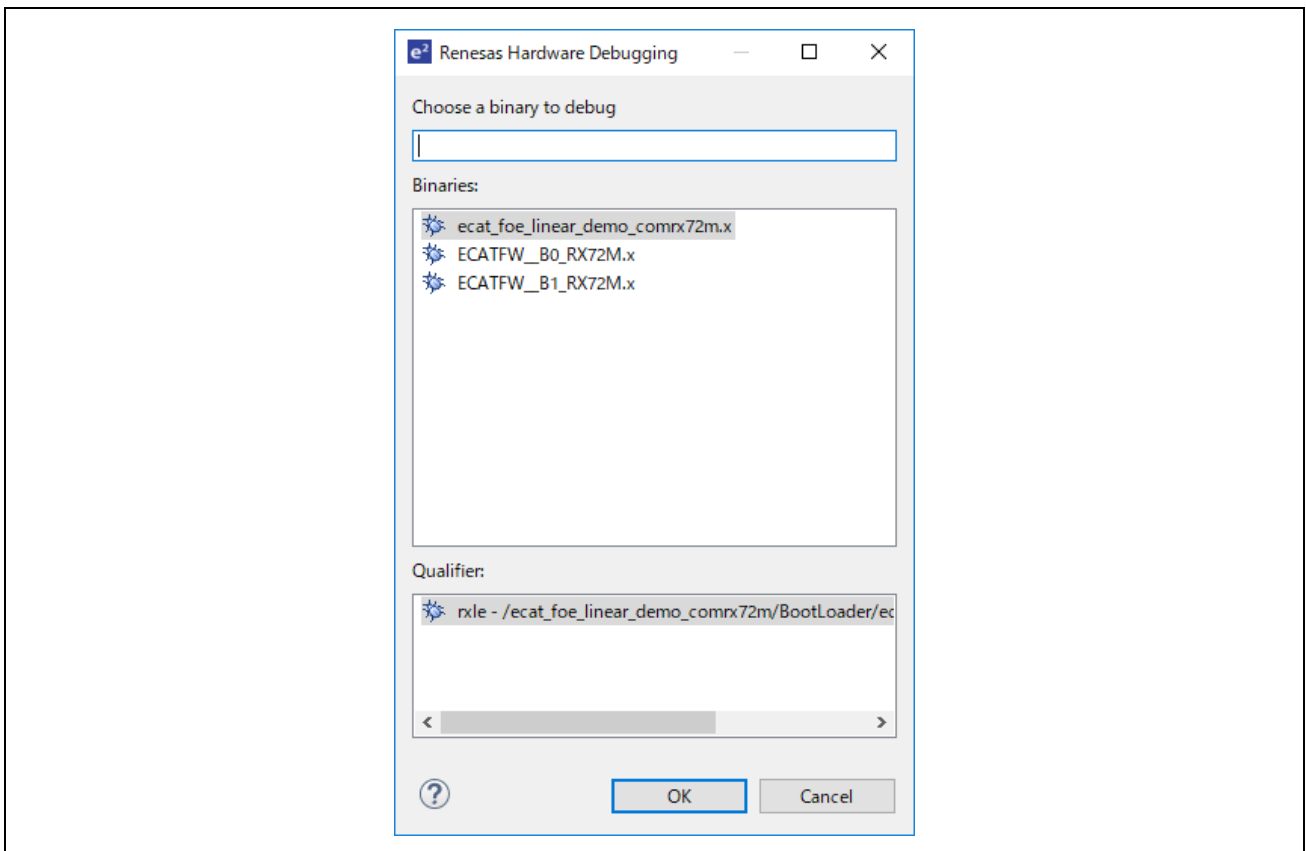 e² Renesas Hardware Debugging
Choose a binary to debug
Binaries:
ecat_foe_linear_demo_comrx72m.x
ECATFW__B0_RX72M.x
ECATFW__B1_RX72M.x
Qualifier:
rxle - /ecat_foe_linear_demo_comrx72m/BootLoader/ec
?
OK Cancel